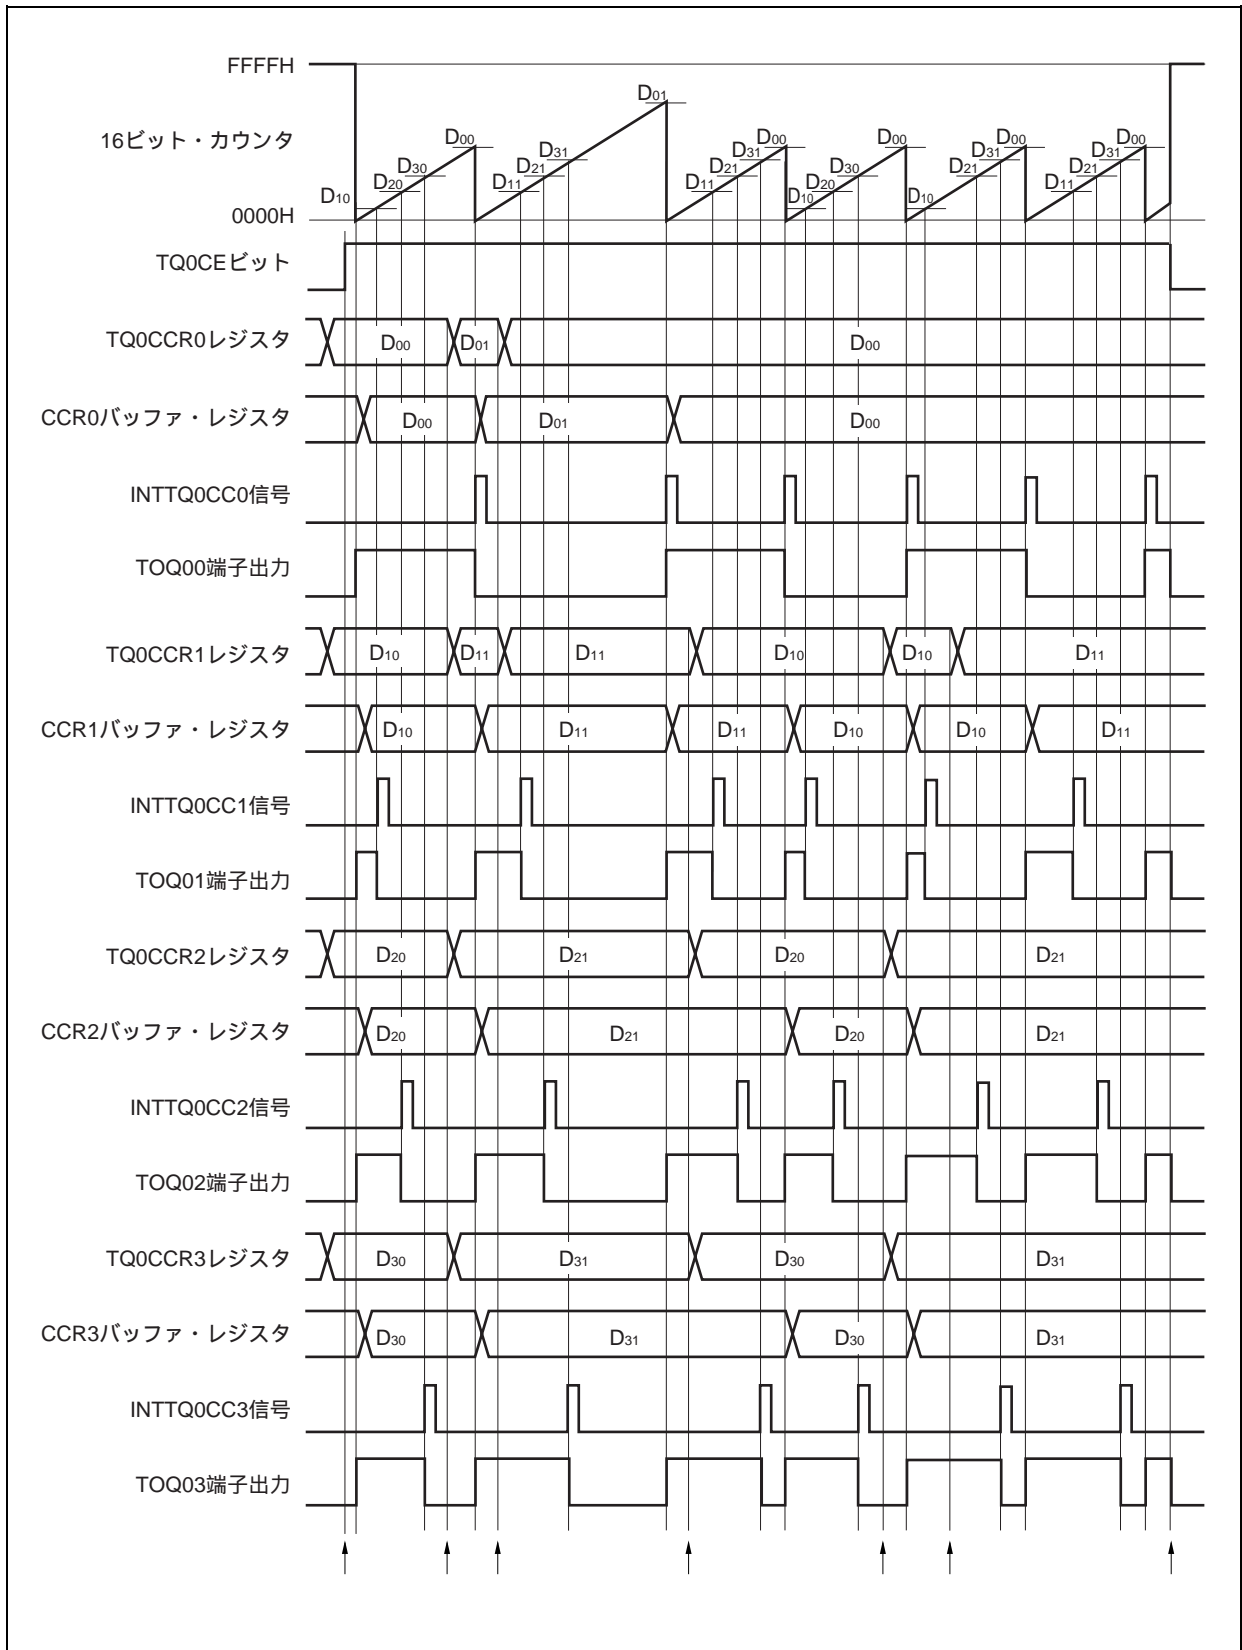 FFFFH
D01
16ビット・カウンタ
D00 D00 D00 D00 D00
D30 D31 D31 D30 D31 D31
D20 D21 D21 D20 D21 D21
D10 D11 D11 D10 D10 D11
0000H
TQ0CEビット
TQ0CCR0レジスタ D00 D01 D00
CCR0バッファ・レジスタ D00 D01 D00
INTTQ0CC0信号
TOQ00端子出力
TQ0CCR1レジスタ D10 D11 D11 D10 D10 D11
CCR1バッファ・レジスタ D10 D11 D11 D10 D10 D11
INTTQ0CC1信号
TOQ01端子出力
TQ0CCR2レジスタ D20 D21 D20 D21
CCR2バッファ・レジスタ D20 D21 D20 D21
INTTQ0CC2信号
TOQ02端子出力
TQ0CCR3レジスタ D30 D31 D30 D31
CCR3バッファ・レジスタ D30 D31 D30 D31
INTTQ0CC3信号
TOQ03端子出力